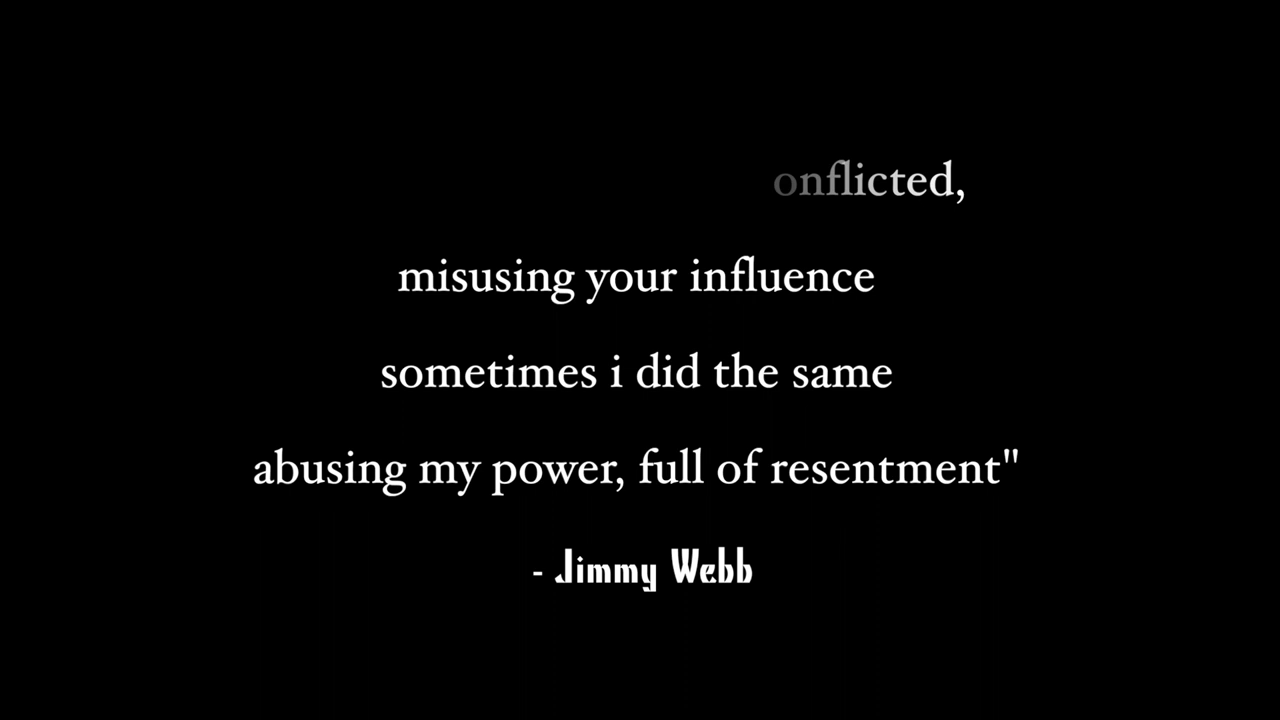 onflicted,
misusing your influence
sometimes i did the same
abusing my power, full of resentment"
- Jimmy Webb